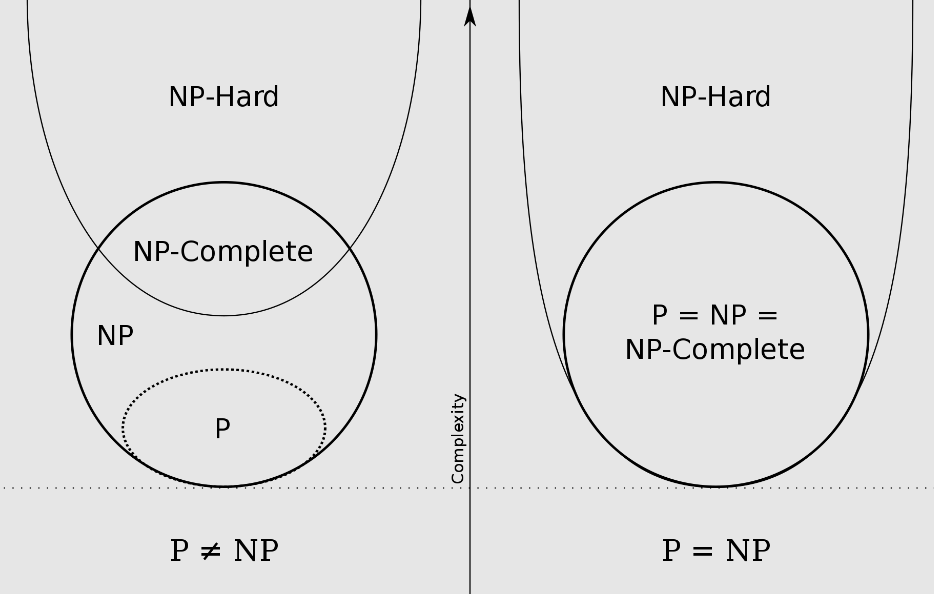 NP-Hard
NP-Complete
NP
P
P ≠ NP
Complexity
NP-Hard
P = NP =
NP-Complete
P = NP